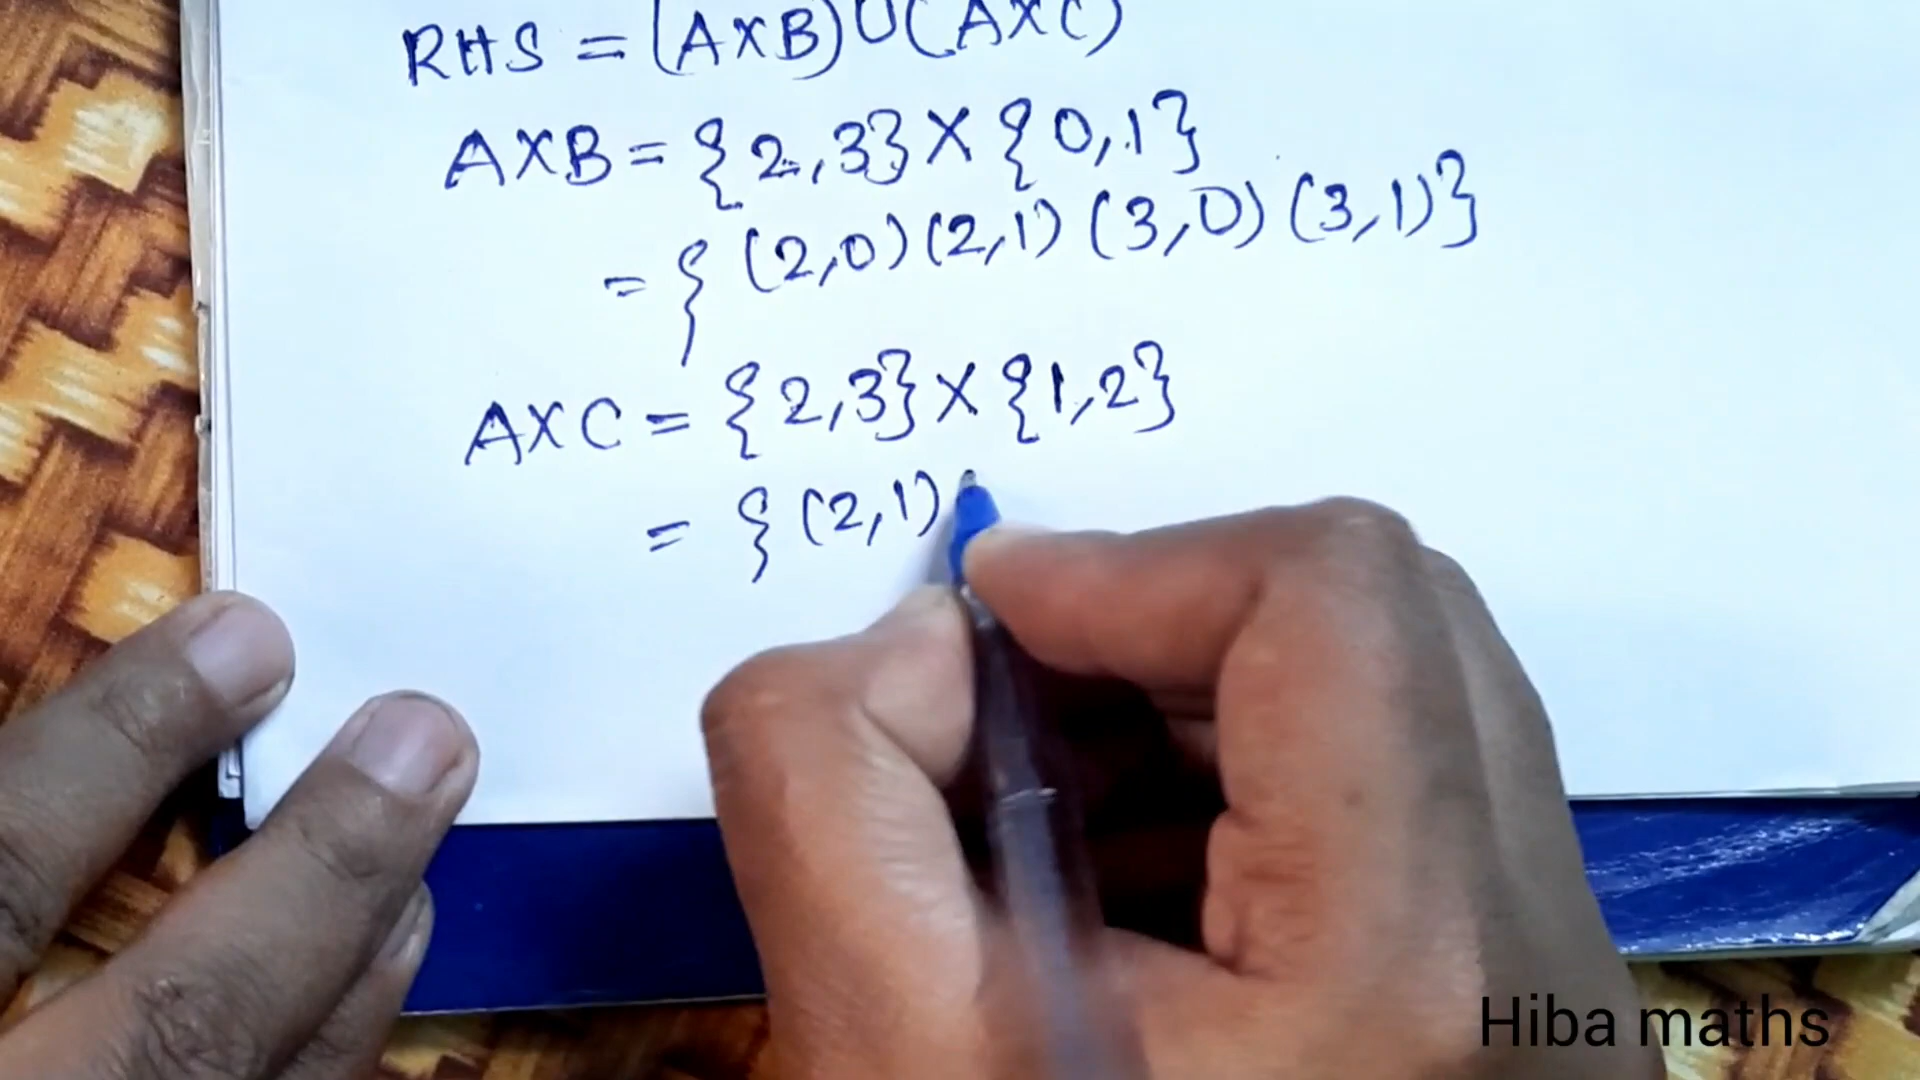 RHS = (A×B)∪(A×C)
A×B = {2,3}×{0,1}
= {(2,0)(2,1)(3,0)(3,1)}
A×C = {2,3}×{1,2}
= {(2,1)
Hiba maths